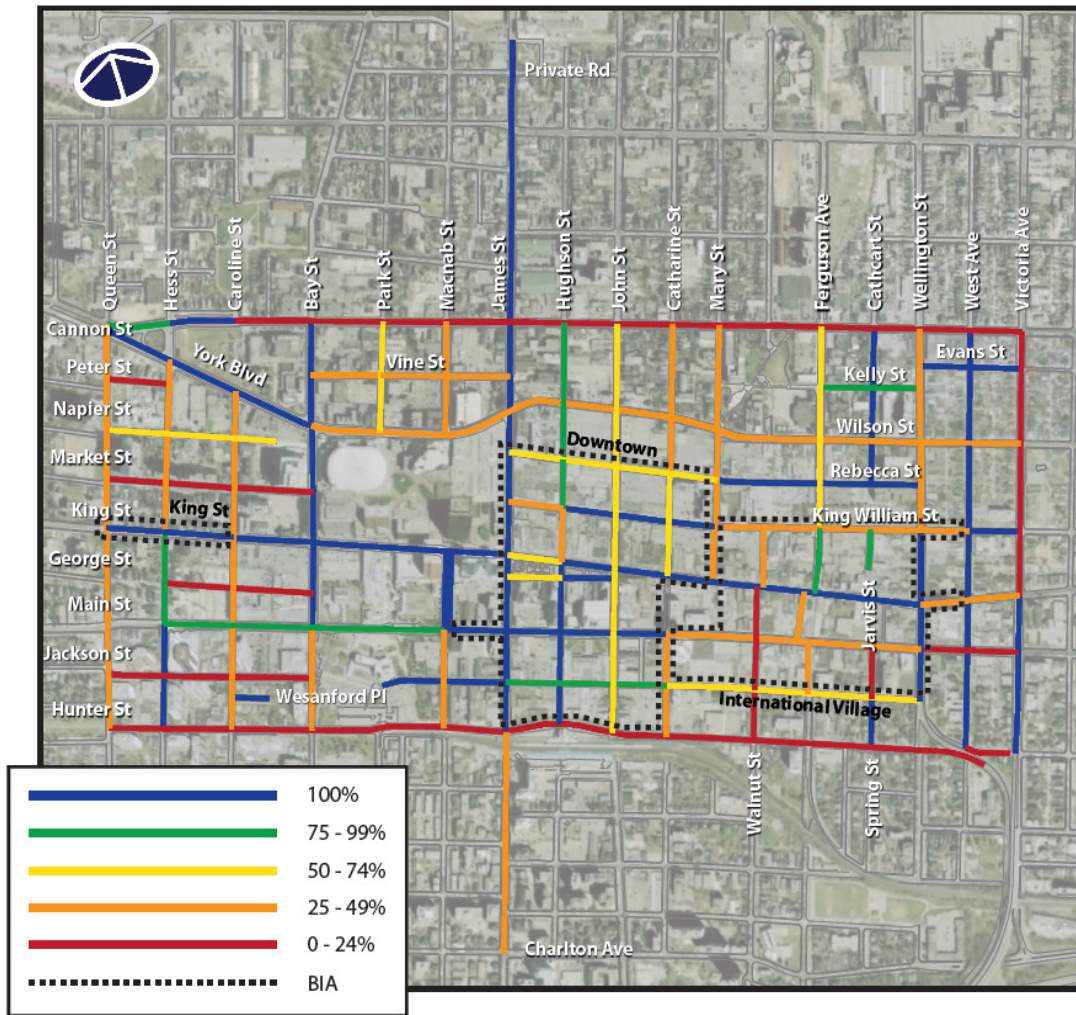 Private Rd
Queen St
Hess St
Caroline St
Bay St
Park St
Macnab St
James St
Hughson St
John St
Catharine St
Mary St
Ferguson Ave
Cathcart St
Wellington St
West Ave
Victoria Ave
Cannon St
York Blvd
Vine St
Evans St
Peter St
Kelly St
Napier St
Wilson St
Downtown
Market St
Rebecca St
King St
King St
King William St
George St
Main St
Jarvis St
Jackson St
Wesanford Pl
International Village
Hunter St
Walnut St
Spring St
Charlton Ave
100%
75 - 99%
50 - 74%
25 - 49%
0 - 24%
BIA